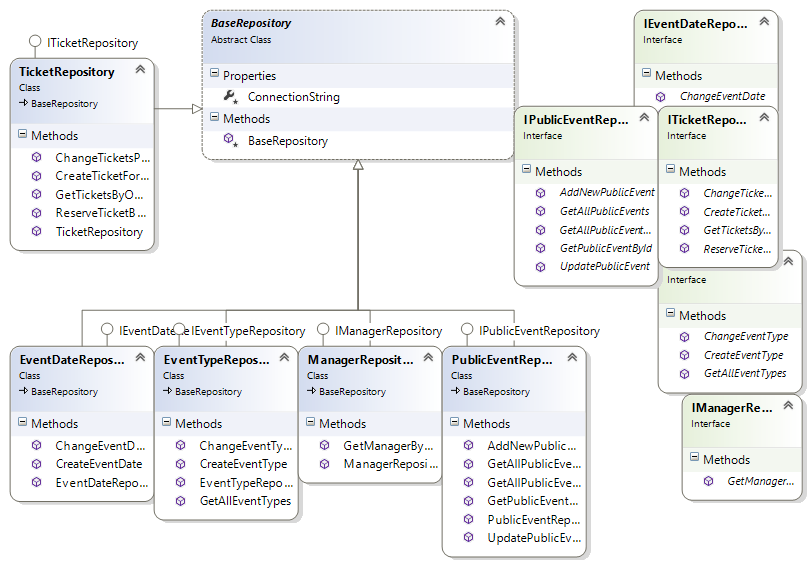 ITicketRepository
TicketRepository
Class
BaseRepository
Methods
ChangeTicketsP...
CreateTicketFor...
GetTicketsByO...
ReserveTicketB...
TicketRepository
BaseRepository
Abstract Class
Properties
ConnectionString
Methods
BaseRepository
IEventDateRepo...
Interface
Methods
ChangeEventDate
IPublicEventRep...
Interface
Methods
AddNewPublicEvent
GetAllPublicEvents
GetAllPublicEven...
GetPublicEventById
UpdatePublicEvent
ITicketRepo...
Interface
Methods
ChangeTicke...
CreateTicket...
GetTicketsBy...
ReserveTicke...
Interface
Methods
ChangeEventType
CreateEventType
GetAllEventTypes
IManagerRe...
Interface
Methods
GetManager...
IEventDate
IEventTypeRepository
IManagerRepository
IPublicEventRepository
EventDateRepos...
Class
BaseRepository
Methods
ChangeEventD...
CreateEventDate
EventDateRepo...
EventTypeRepos...
Class
BaseRepository
Methods
ChangeEventTy...
CreateEventType
EventTypeRepo...
GetAllEventTypes
ManagerReposit...
Class
BaseRepository
Methods
GetManagerBy...
ManagerReposi...
PublicEventRep...
Class
BaseRepository
Methods
AddNewPublic...
GetAllPublicEve...
GetAllPublicEve...
GetPublicEvent...
PublicEventRep...
UpdatePublicEv...